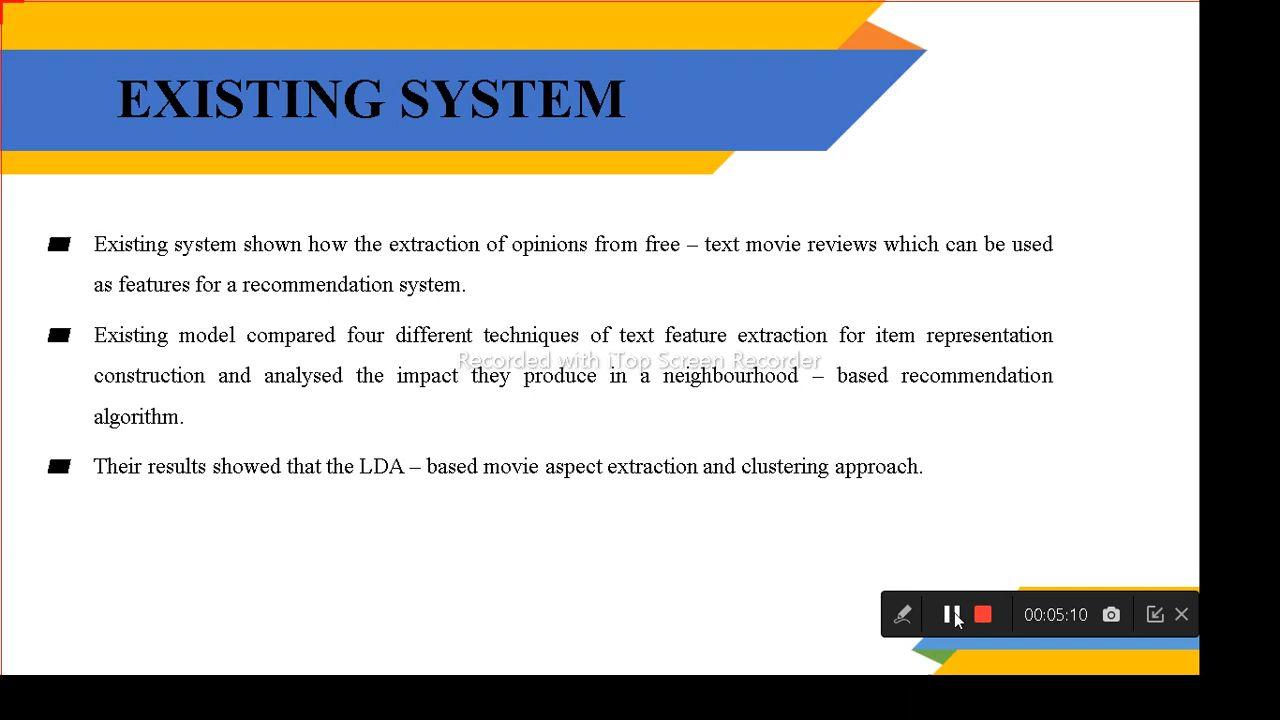 EXISTING SYSTEM
Existing system shown how the extraction of opinions from free – text movie reviews which can be used
as features for a recommendation system.
Existing model compared four different techniques of text feature extraction for item representation
Recorded with iTop Screen Recorder
construction and analysed the impact they produce in a neighbourhood – based recommendation
algorithm.
Their results showed that the LDA – based movie aspect extraction and clustering approach.
00:05:10